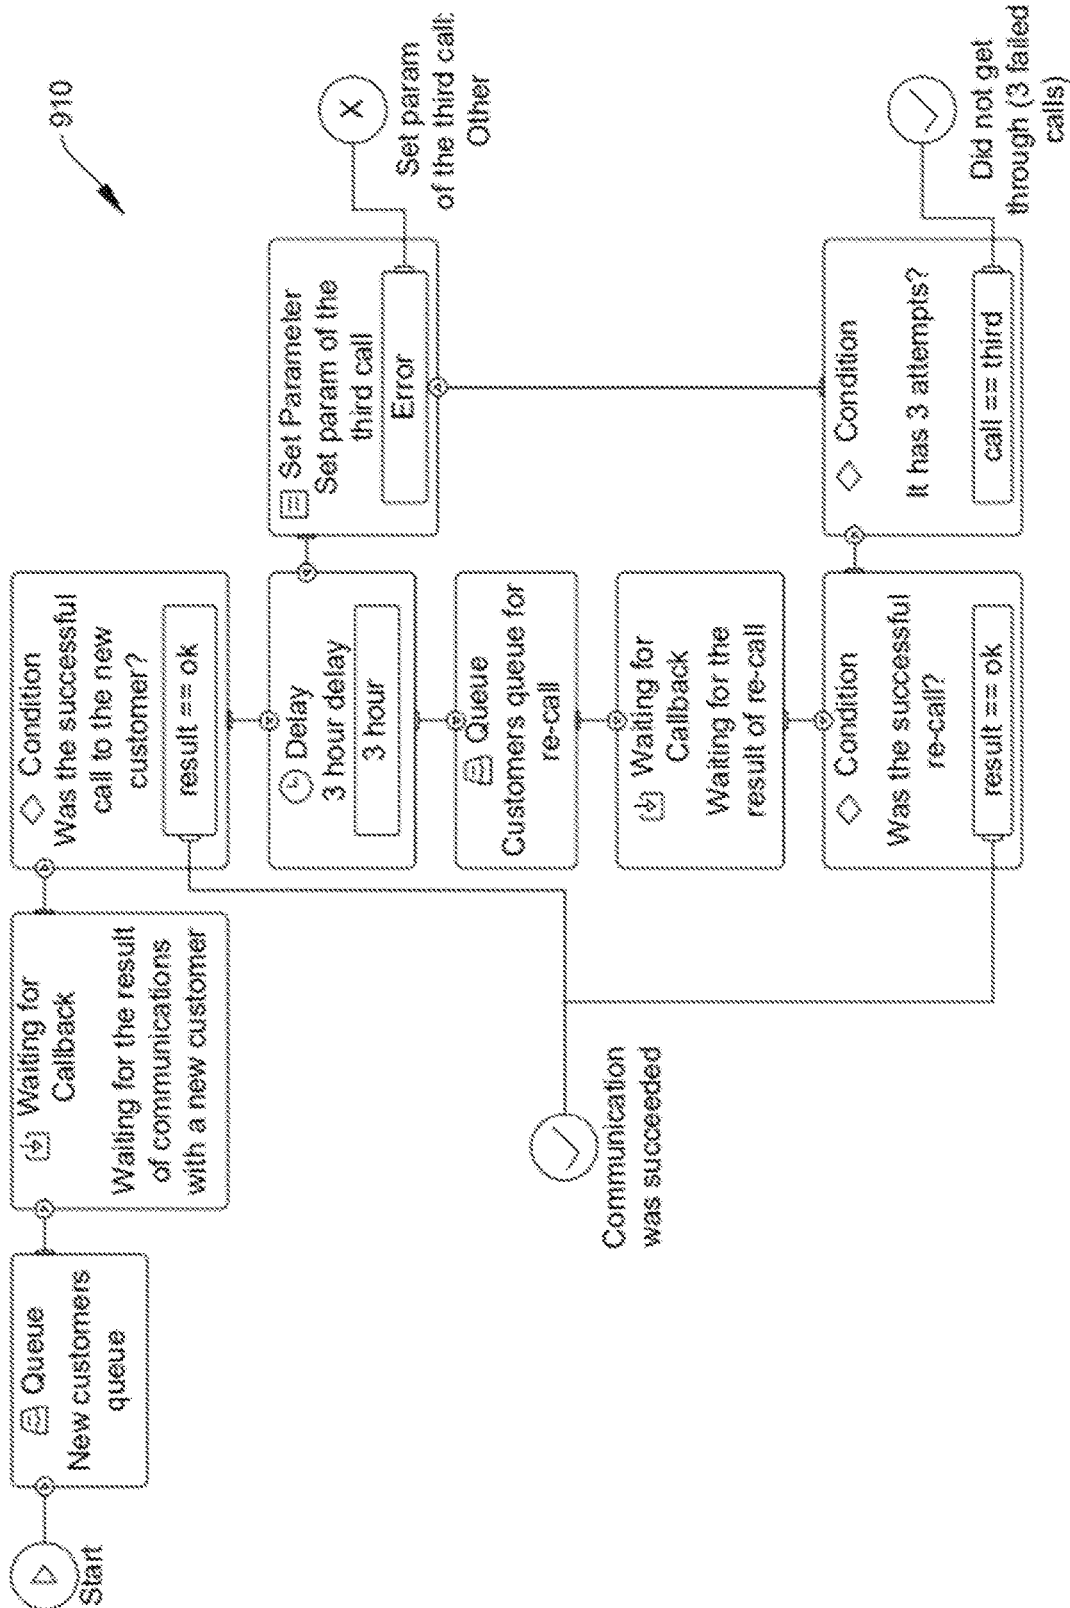 910
Start
Queue
New customers
queue
Waiting for
Callback
Waiting for the result
of communications
with a new customer
Condition
Was the successful
call to the new
customer?
result == ok
Delay
3 hour delay
3 hour
Set Parameter
Set param of the
third call
Error
X
Set param
of the third call:
Other
Queue
Customers queue for
re-call
Waiting for
Callback
Waiting for the
result of re-call
Communication
was succeeded
Condition
Was the successful
re-call?
result == ok
Condition
It has 3 attempts?
call == third
Did not get
through (3 failed
calls)